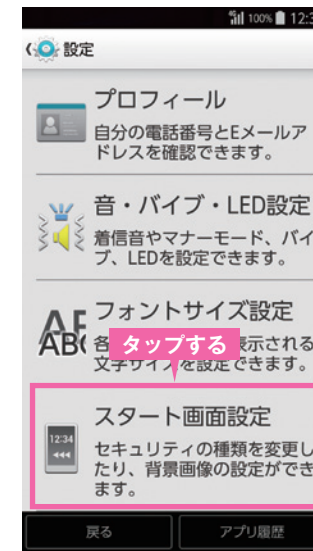 100% 12:3
設定
プロフィール
自分の電話番号とEメールア
ドレスを確認できます。
音・バイブ・LED設定
着信音やマナーモード、バイ
ブ、LEDを設定できます。
フォントサイズ設定
各 タップする 表示される
文字サイズを設定できます。
スタート画面設定
12:34
セキュリティの種類を変更し
たり、背景画像の設定ができ
ます。
戻る アプリ履歴